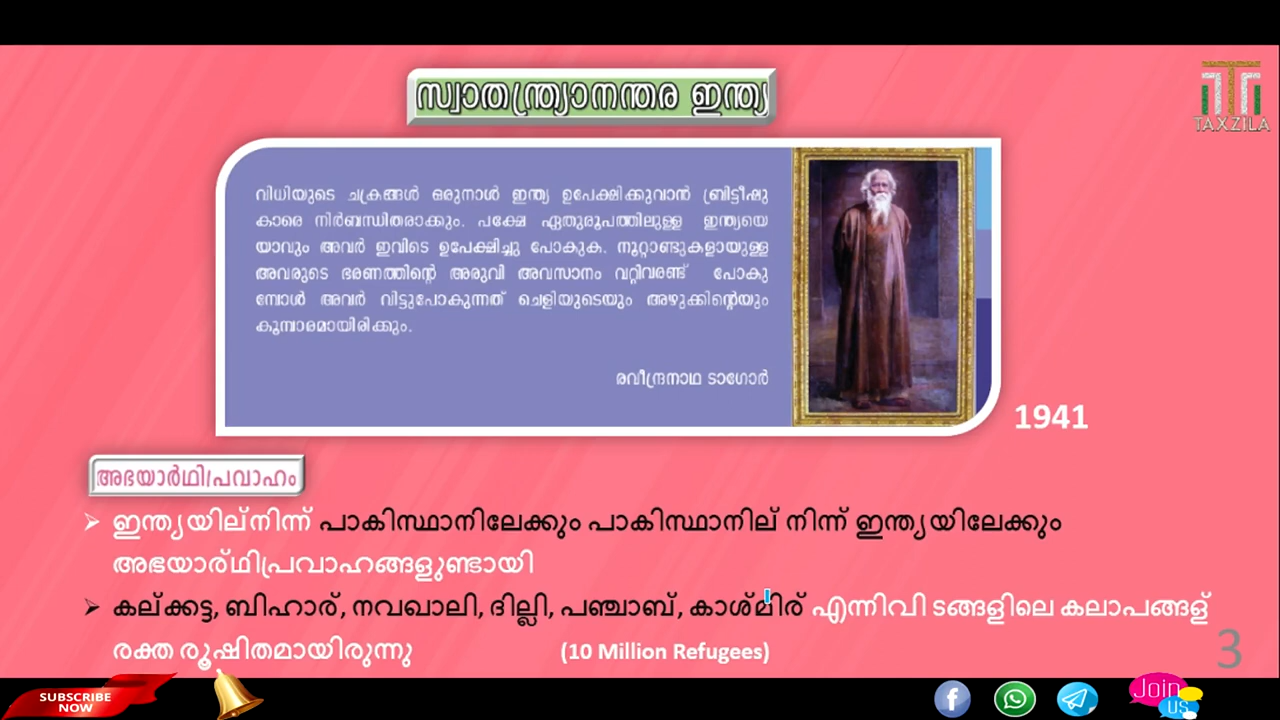 സ്വാതന്ത്ര്യാനന്തര ഇന്ത്യ
TAXZILA
വിധിയുടെ ചക്രങ്ങൾ ഒരുനാൾ ഇന്ത്യ ഉപേക്ഷിക്കുവാൻ ബ്രിട്ടീഷു
കാരെ നിർബന്ധിതരാക്കും. പക്ഷേ ഏതുരൂപത്തിലുള്ള ഇന്ത്യയെ
യാവും അവർ ഇവിടെ ഉപേക്ഷിച്ചു പോകുക. നൂറ്റാണ്ടുകളായുള്ള
അവരുടെ ഭരണത്തിന്റെ അരുവി അവസാനം വറ്റിവരണ്ട് പോകു
മ്പോൾ അവർ വിട്ടുപോകുന്നത് ചെളിയുടെയും അഴുക്കിന്റെയും
കൂമ്പാരമായിരിക്കും.
രവീന്ദ്രനാഥ ടാഗോർ
1941
അഭയാർഥിപ്രവാഹം
➢ ഇന്ത്യയില്നിന്ന് പാകിസ്ഥാനിലേക്കും പാകിസ്ഥാനില് നിന്ന് ഇന്ത്യയിലേക്കും
അഭയാര്ഥിപ്രവാഹങ്ങളുണ്ടായി
➢ കല്ക്കട്ട, ബിഹാര്, നവഖാലി, ദില്ലി, പഞ്ചാബ്, കാശ്മിര് എന്നിവി ടങ്ങളിലെ കലാപങ്ങള്
രക്ത രൂഷിതമായിരുന്നു (10 Million Refugees)
3
SUBSCRIBE
NOW
Join
us